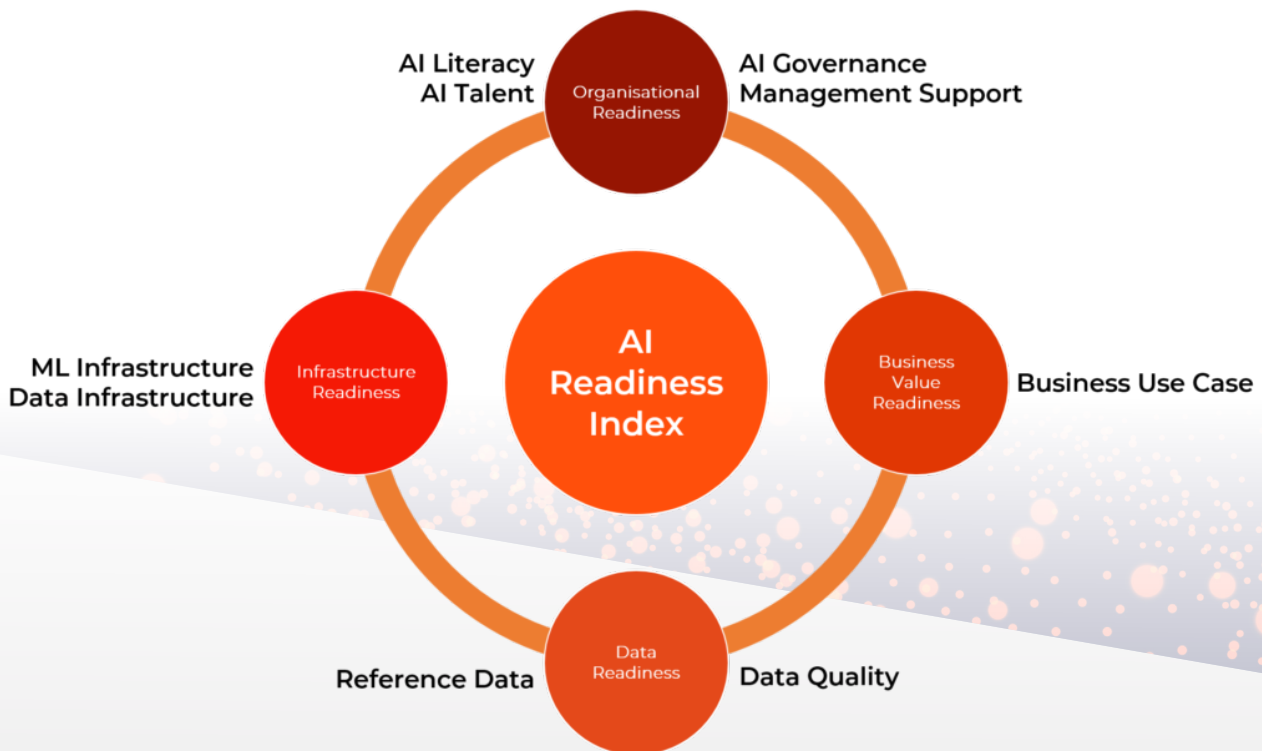 AI Literacy
AI Talent
Organisational
Readiness
AI Governance
Management Support
ML Infrastructure
Data Infrastructure
Infrastructure
Readiness
AI
Readiness
Index
Business
Value
Readiness
Business Use Case
Reference Data
Data
Readiness
Data Quality